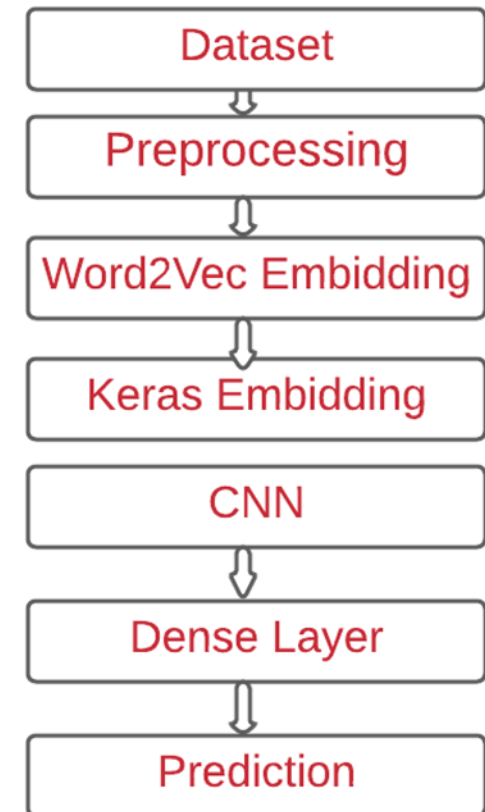 Dataset
Preprocessing
Word2Vec Embidding
Keras Embidding
CNN
Dense Layer
Prediction